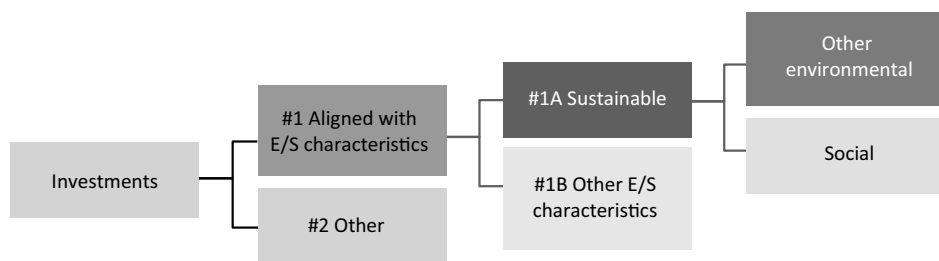 Investments
#1 Aligned with
E/S characteristics
#2 Other
#1A Sustainable
#1B Other E/S
characteristics
Other
environmental
Social